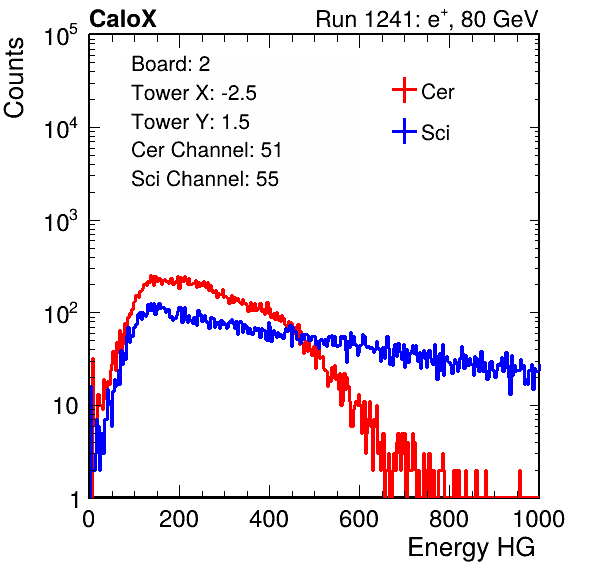 CaloX Run 1241: e⁺, 80 GeV
Counts
10⁵
10⁴
10³
10²
10
1
Board: 2
Tower X: -2.5
Tower Y: 1.5
Cer Channel: 51
Sci Channel: 55
Cer
Sci
0 200 400 600 800 1000
Energy HG